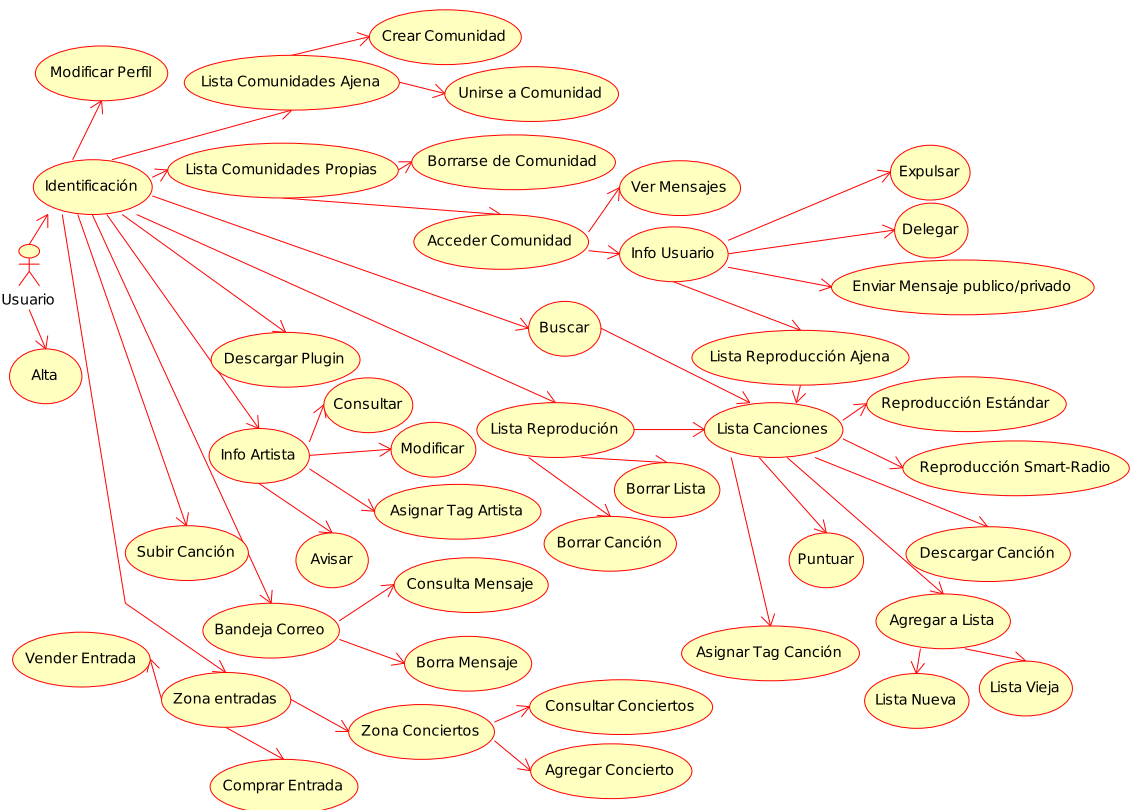 Crear Comunidad
Modificar Perfil
Lista Comunidades Ajena
Unirse a Comunidad
Borrarse de Comunidad
Lista Comunidades Propias
Expulsar
Identificación
Ver Mensajes
Delegar
Acceder Comunidad
Info Usuario
Enviar Mensaje publico/privado
Usuario
Buscar
Descargar Plugin
Lista Reproducción Ajena
Alta
Consultar
Reproducción Estándar
Lista Reprodución
Lista Canciones
Info Artista
Modificar
Reproducción Smart-Radio
Borrar Lista
Asignar Tag Artista
Borrar Canción
Subir Canción
Avisar
Puntuar
Descargar Canción
Consulta Mensaje
Agregar a Lista
Bandeja Correo
Asignar Tag Canción
Vender Entrada
Borra Mensaje
Lista Vieja
Zona entradas
Lista Nueva
Consultar Conciertos
Zona Conciertos
Agregar Concierto
Comprar Entrada